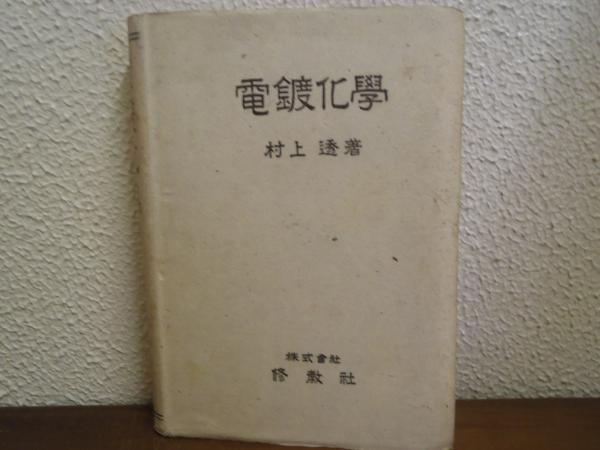 電鍍化學
村上 透著
株式會社
修教社